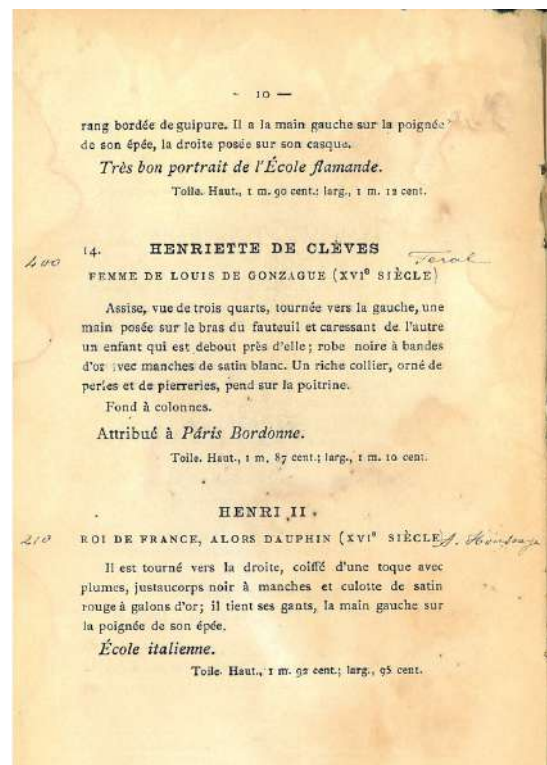 - 10 —
rang bordée de guipure. Il a la main gauche sur la poignée
de son épée, la droite posée sur son casque.
Très bon portrait de l'École flamande.
Toile. Haut., 1 m. 90 cent.; larg., 1 m. 12 cent.
14. HENRIETTE DE CLÈVES
400 Feral
FEMME DE LOUIS DE GONZAGUE (XVIᵉ SIÈCLE)
Assise, vue de trois quarts, tournée vers la gauche, une
main posée sur le bras du fauteuil et caressant de l'autre
un enfant qui est debout près d'elle; robe noire à bandes
d'or avec manches de satin blanc. Un riche collier, orné de
perles et de pierreries, pend sur la poitrine.
Fond à colonnes.
Attribué à Pâris Bordonne.
Toile. Haut., 1 m. 87 cent.; larg., 1 m. 10 cent.
HENRI II
210 ROI DE FRANCE, ALORS DAUPHIN (XVIᵉ SIÈCLE) A. Houssaye
Il est tourné vers la droite, coiffé d'une toque avec
plumes, justaucorps noir à manches et culotte de satin
rouge à galons d'or; il tient ses gants, la main gauche sur
la poignée de son épée.
École italienne.
Toile. Haut., 1 m. 92 cent.; larg., 95 cent.